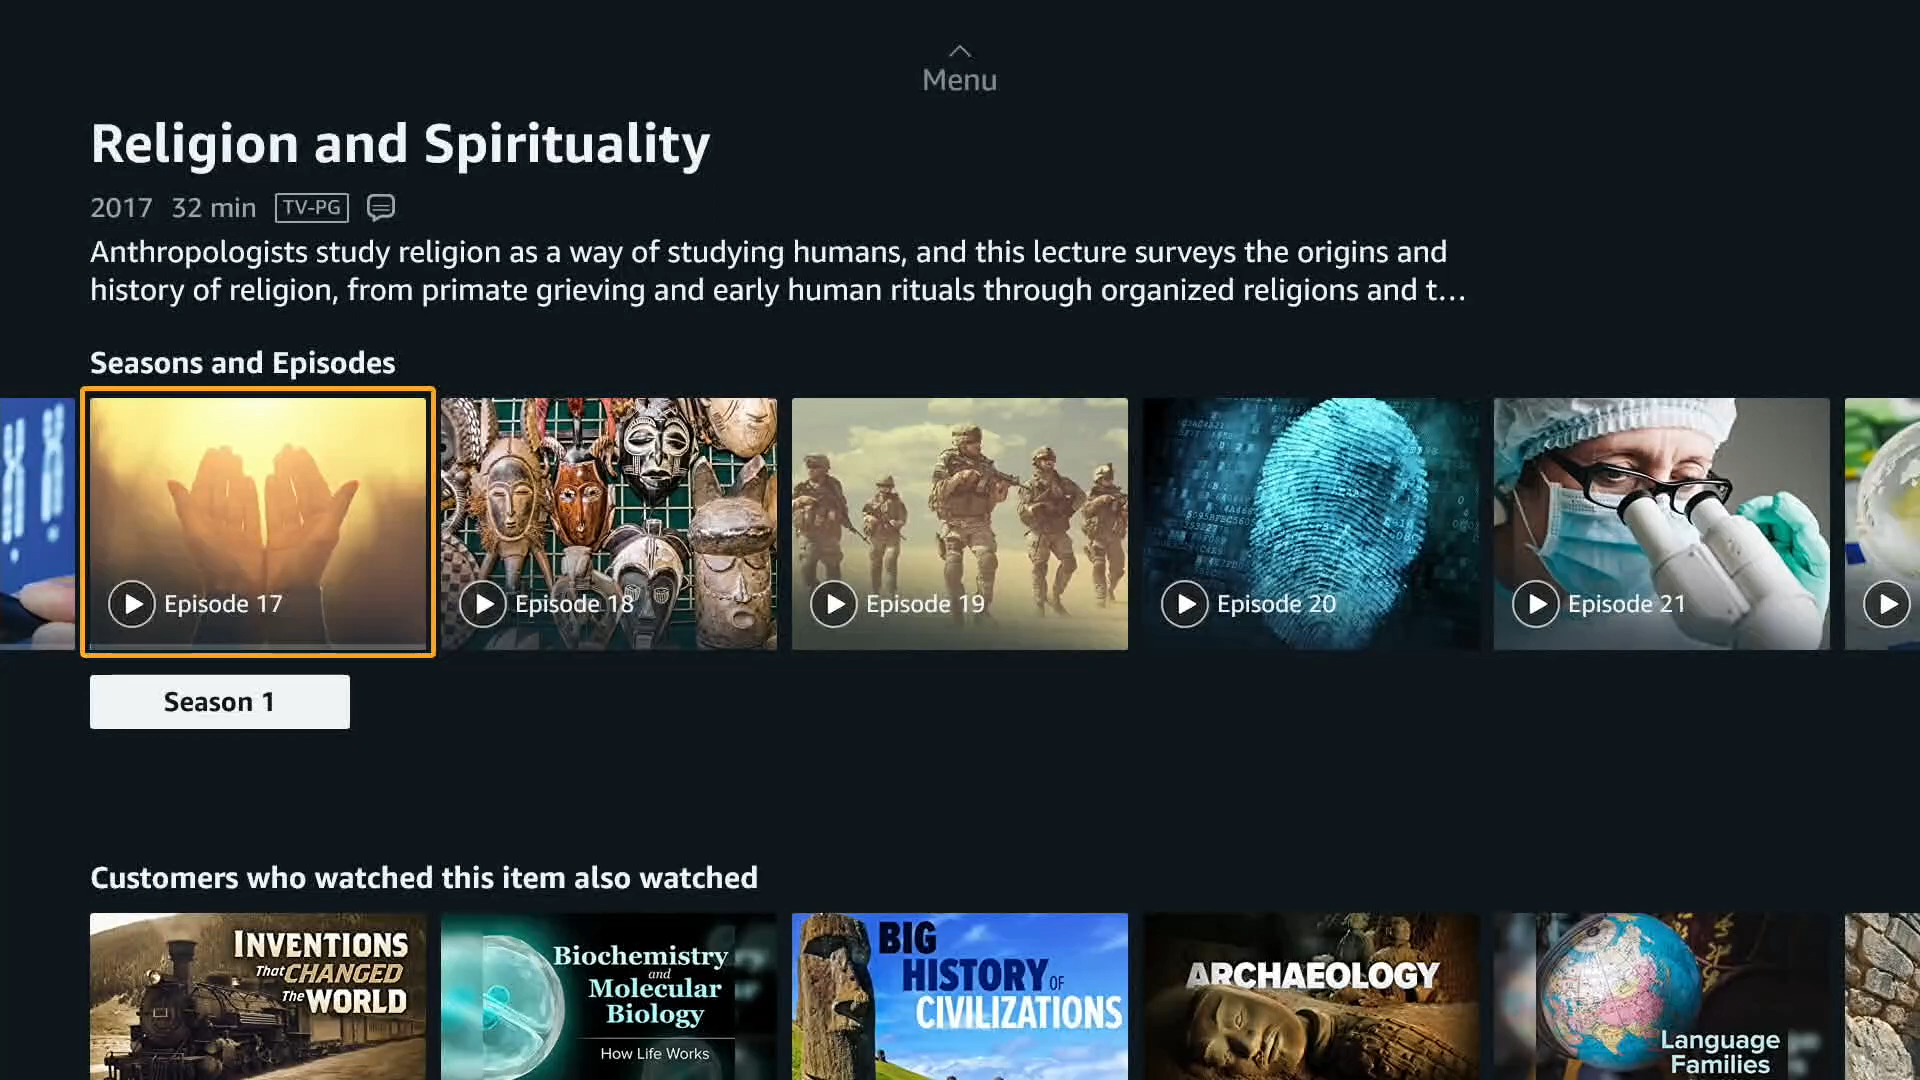 Menu
Religion and Spirituality
2017 32 min TV-PG
Anthropologists study religion as a way of studying humans, and this lecture surveys the origins and
history of religion, from primate grieving and early human rituals through organized religions and t...
Seasons and Episodes
Episode 17
Episode 18
Episode 19
Episode 20
Episode 21
Season 1
Customers who watched this item also watched
INVENTIONS
That CHANGED
The WORLD
Biochemistry
and
Molecular
Biology
How Life Works
BIG
HISTORY OF
CIVILIZATIONS
ARCHAEOLOGY
Language
Families